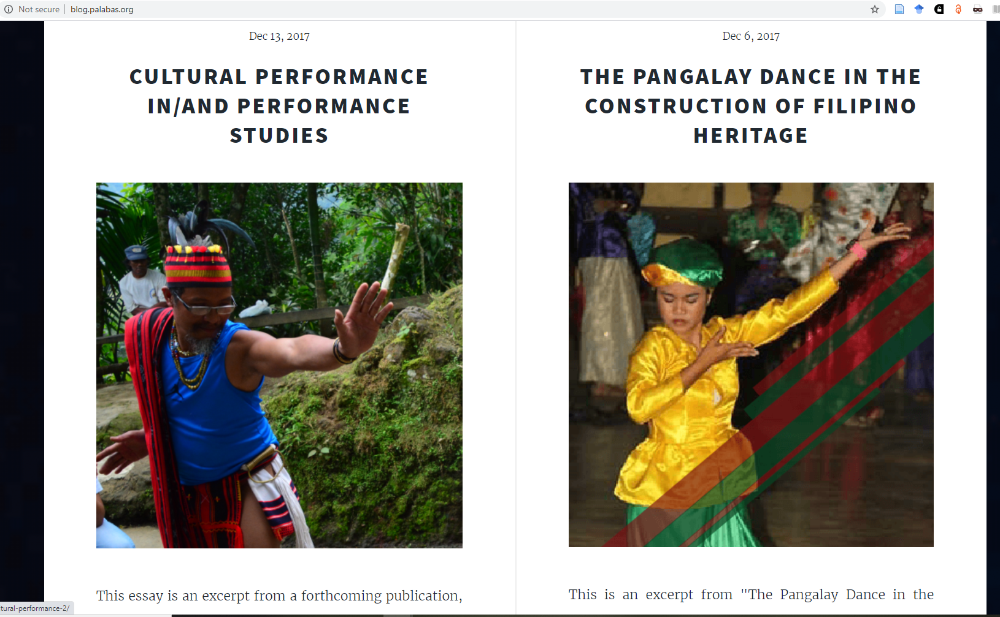 Not secure
blog.palabas.org
Dec 13, 2017
CULTURAL PERFORMANCE
IN/AND PERFORMANCE
STUDIES
This essay is an excerpt from a forthcoming publication,
Dec 6, 2017
THE PANGALAY DANCE IN THE
CONSTRUCTION OF FILIPINO
HERITAGE
This is an excerpt from "The Pangalay Dance in the
tural-performance-2/